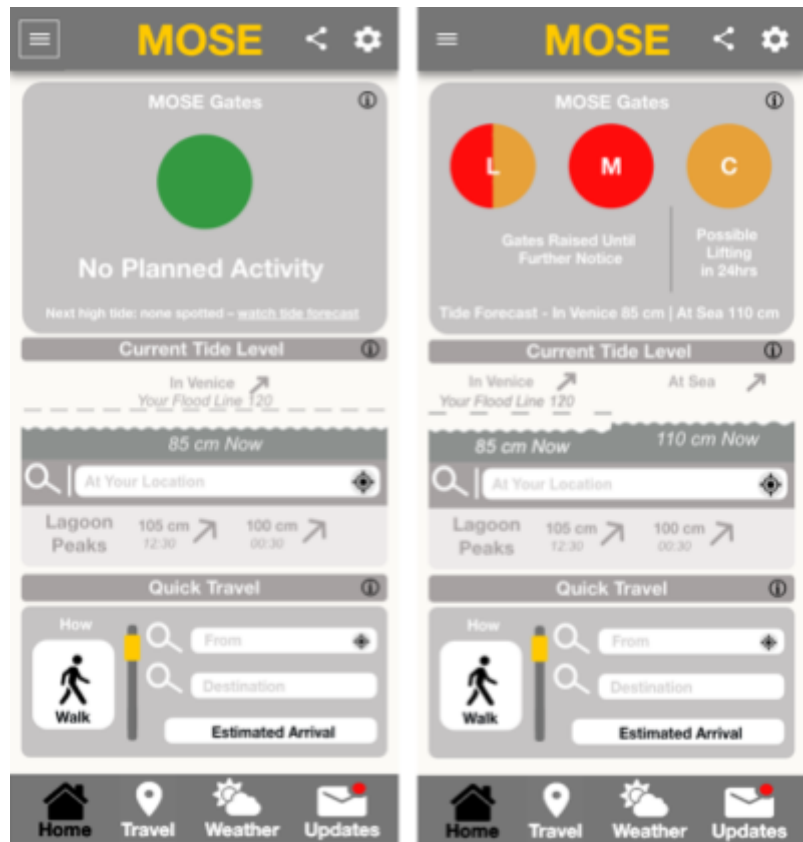 MOSE
MOSE Gates
No Planned Activity
Next high tide: none spotted – watch tide forecast
Current Tide Level
In Venice
Your Flood Line 120
85 cm Now
At Your Location
Lagoon Peaks
105 cm
12:30
100 cm
00:30
Quick Travel
How
Walk
From
Destination
Estimated Arrival
Home
Travel
Weather
Updates
MOSE
MOSE Gates
L
M
C
Gates Raised Until
Further Notice
Possible
Lifting
in 24hrs
Tide Forecast - In Venice 85 cm | At Sea 110 cm
Current Tide Level
In Venice
Your Flood Line 120
At Sea
85 cm Now
110 cm Now
At Your Location
Lagoon
Peaks
105 cm
12:30
100 cm
00:30
Quick Travel
How
Walk
From
Destination
Estimated Arrival
Home
Travel
Weather
Updates